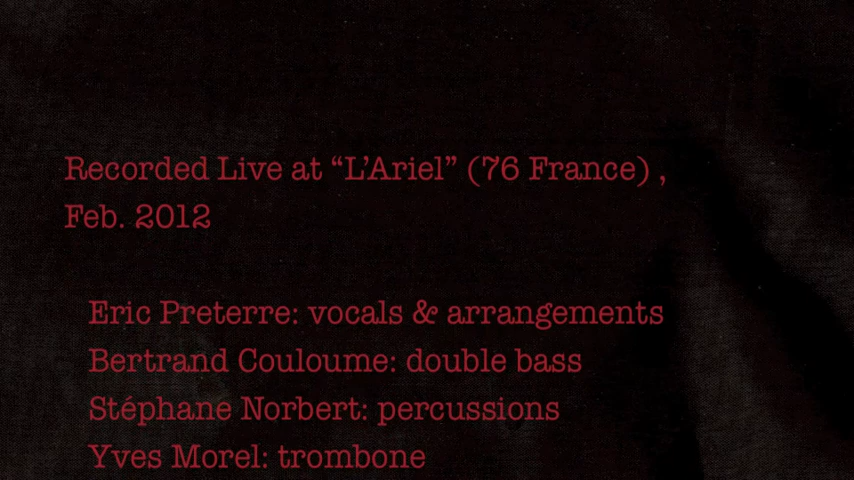 Recorded Live at “L’Ariel” (76 France) ,
Feb. 2012
Eric Preterre: vocals & arrangements
Bertrand Couloume: double bass
Stéphane Norbert: percussions
Yves Morel: trombone